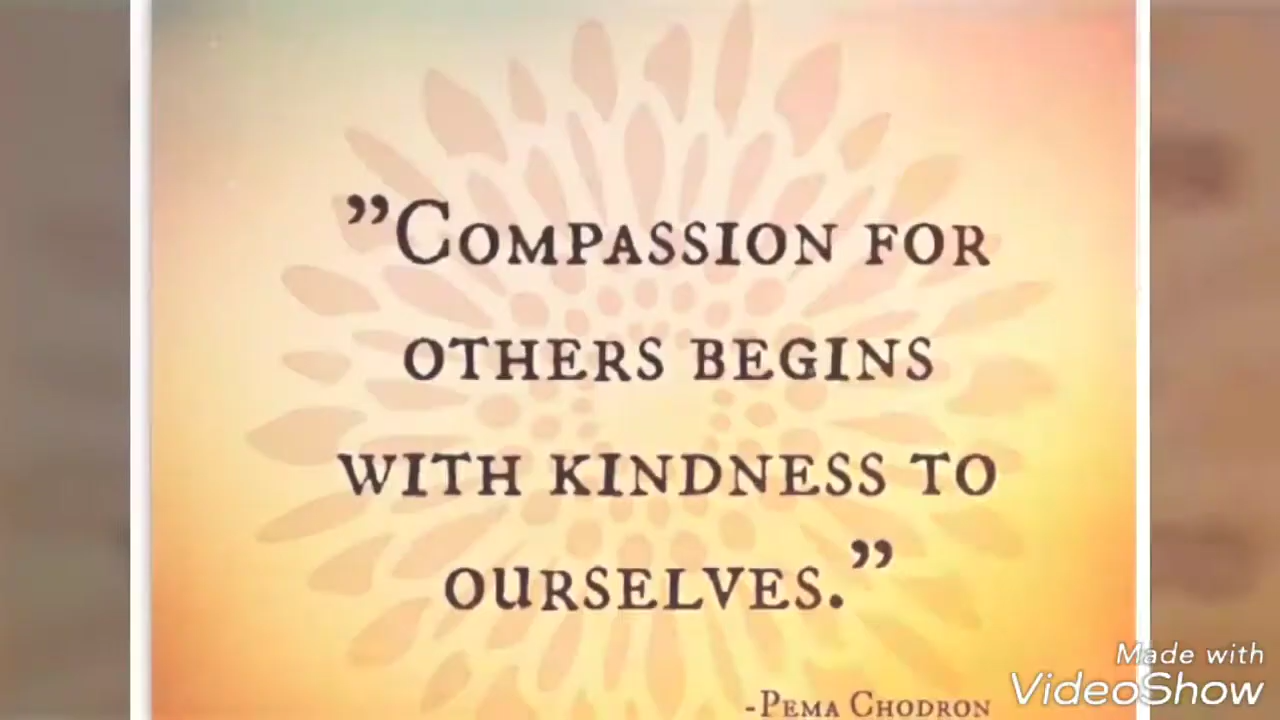 ”Compassion for
others begins
with kindness to
ourselves.”
-Pema Chodron
Made with
VideoShow